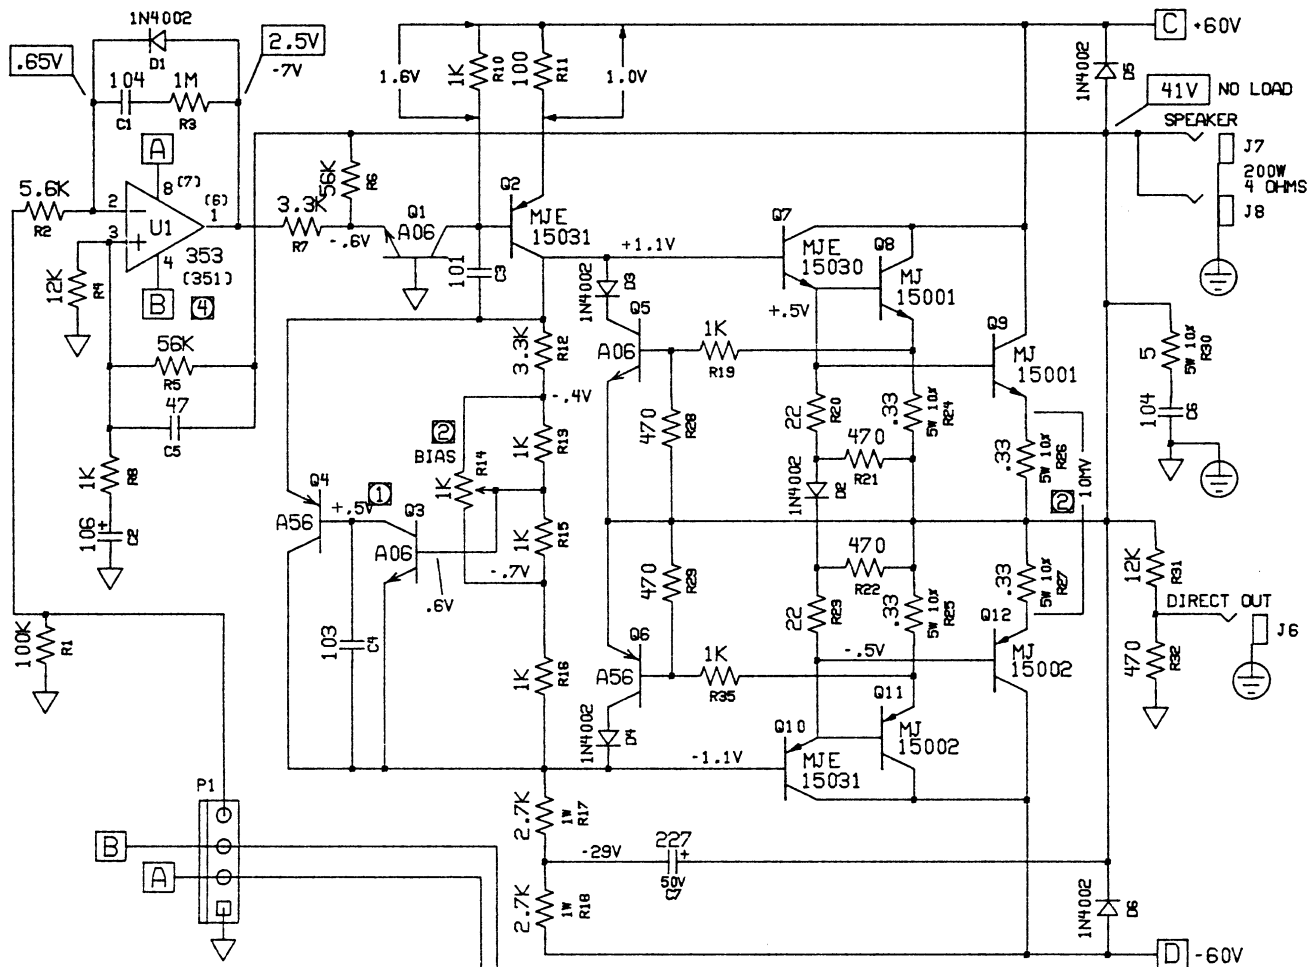 1N4002
D1
.65V
2.5V
-7V
104
C1
1M
R3
A
8 (7)
5.6K
R2
2
3
U1
(6)
1
4
353
(351)
4
B
12K
R4
56K
R5
47
C5
1K
R8
106
+
C2
100K
R1
P1
B
A
1.6V
1K
R10
100
R11
1.0V
56K
R6
3.3K
R7
-.6V
Q1
A06
Q2
MJE
15031
101
C3
+1.1V
1N4002
D3
Q5
A06
3.3K
R12
-.4V
1K
R19
2
BIAS
1K
R14
1K
R13
Q4
A56
1
+.5V
Q3
A06
1K
R15
-.7V
.6V
103
C4
1K
R16
470
R28
470
R29
Q6
A56
1K
R35
1N4002
D4
-1.1V
2.7K
1W
R17
-29V
227
+
50V
2.7K
1W
R18
Q7
MJE
15030
+.5V
Q8
MJ
15001
Q9
MJ
15001
22
R20
.33
5W 10%
R24
470
R21
1N4002
D2
470
R22
22
R23
.33
5W 10%
R25
-.5V
Q10
MJE
15031
Q11
MJ
15002
.33
5W 10%
R26
2
10MV
.33
5W 10%
R27
Q12
MJ
15002
C
+60V
1N4002
D5
41V
NO LOAD
SPEAKER
J7
200W
4 OHMS
J8
5
5W 10%
R30
104
C6
12K
R31
DIRECT OUT
J6
470
R32
1N4002
D6
D
-60V